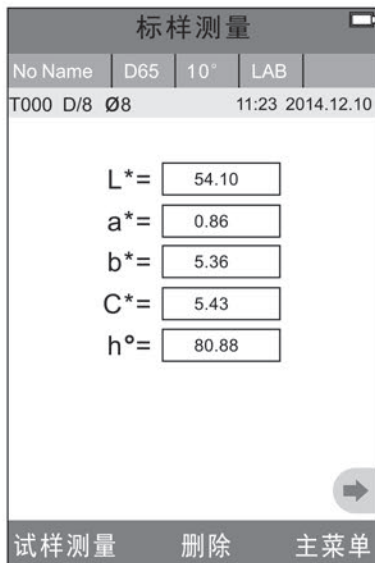 标样测量
No Name D65 10° LAB
T000 D/8 Ø8 11:23 2014.12.10
L*= 54.10
a*= 0.86
b*= 5.36
C*= 5.43
h°= 80.88
试样测量 删除 主菜单